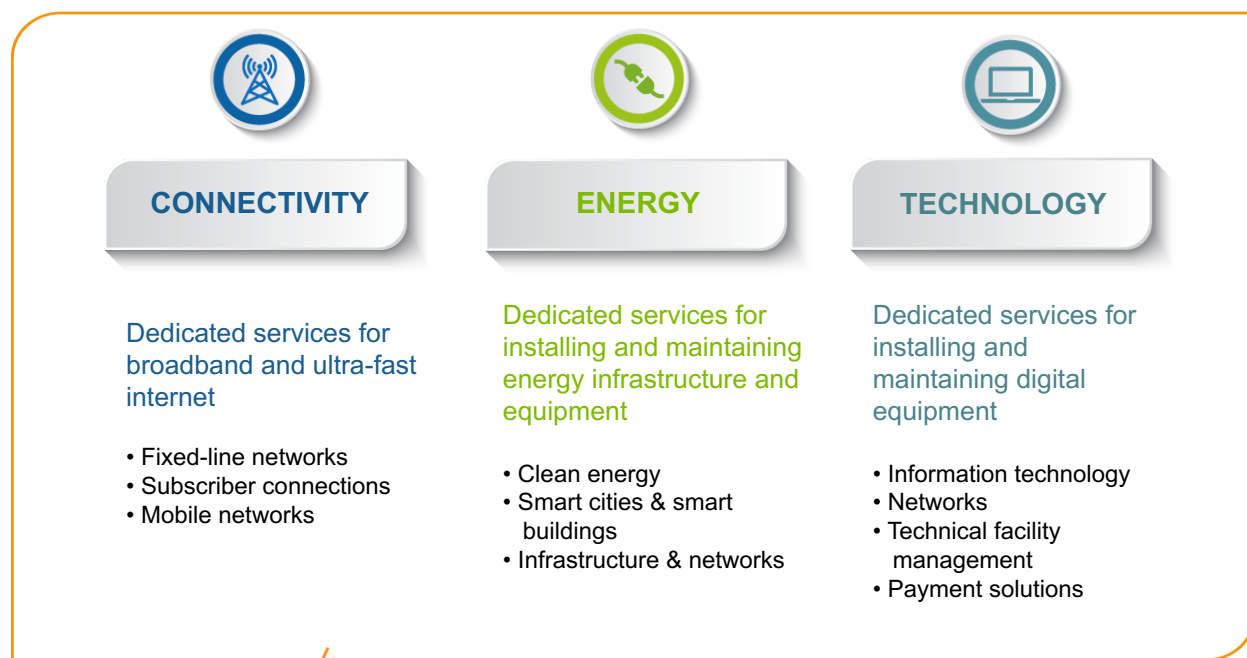 CONNECTIVITY
Dedicated services for
broadband and ultra-fast
internet
• Fixed-line networks
• Subscriber connections
• Mobile networks
ENERGY
Dedicated services for
installing and maintaining
energy infrastructure and
equipment
• Clean energy
• Smart cities & smart
buildings
• Infrastructure & networks
TECHNOLOGY
Dedicated services for
installing and
maintaining digital
equipment
• Information technology
• Networks
• Technical facility
management
• Payment solutions